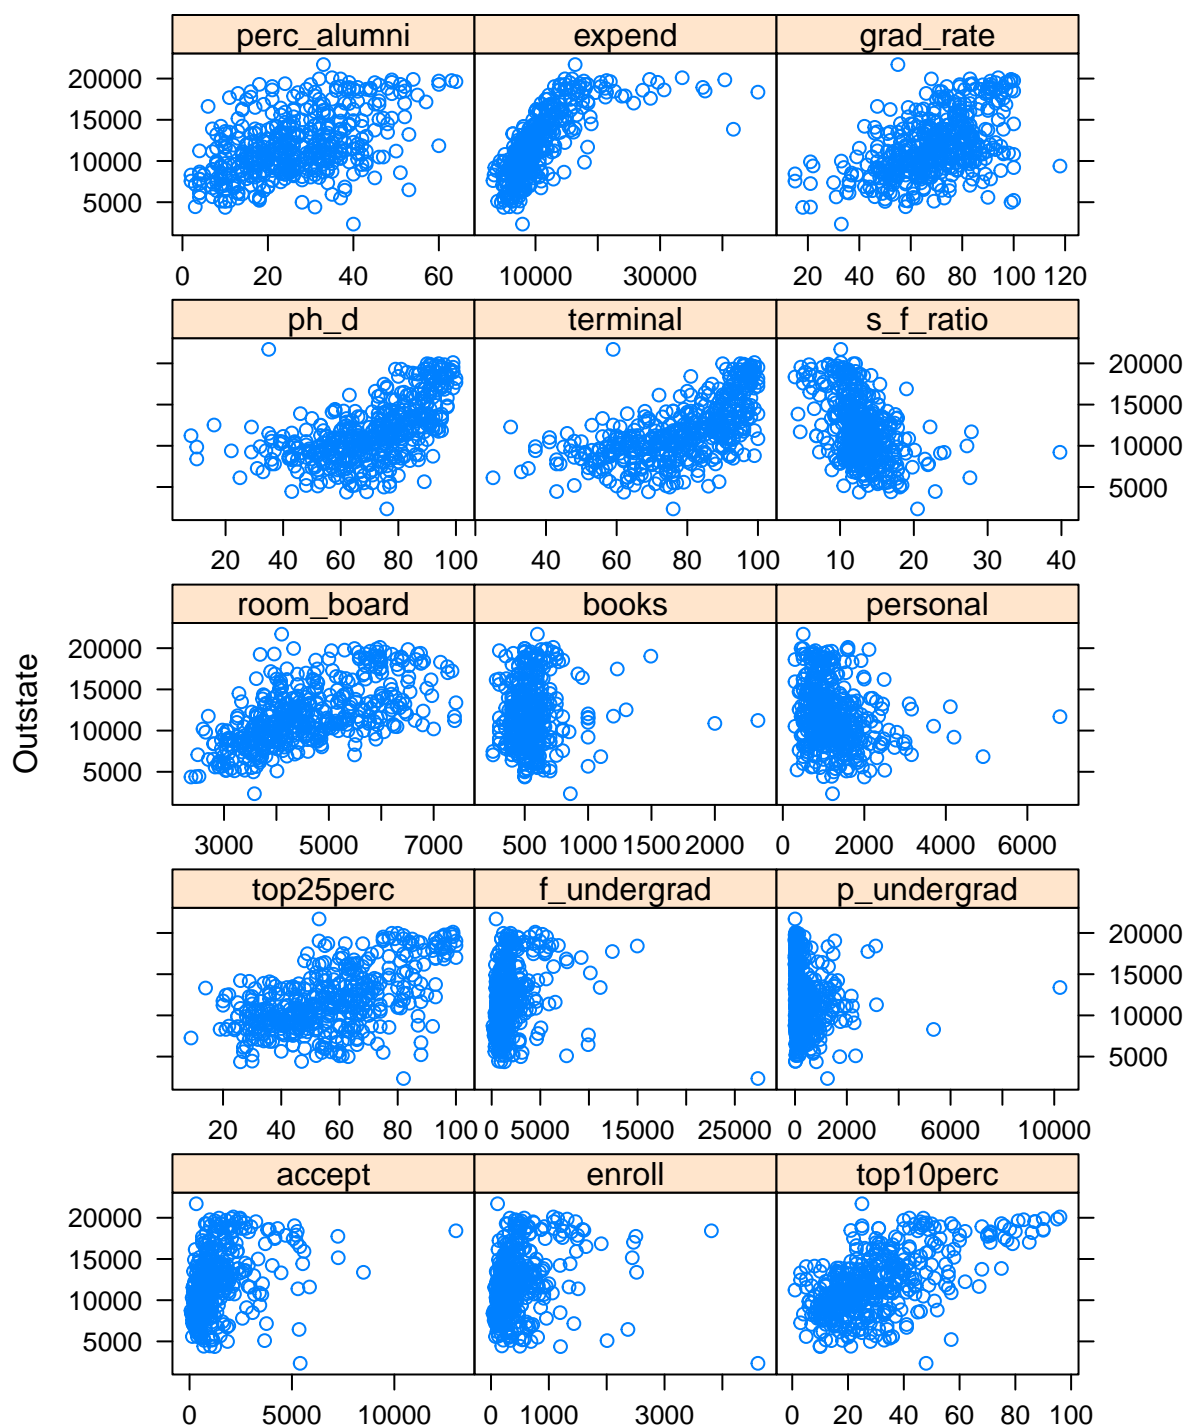 perc_alumni expend grad_rate
20000
15000
10000
5000
0 20 40 60 10000 30000 20 40 60 80 100 120
ph_d terminal s_f_ratio
20000
15000
10000
5000
20 40 60 80 100 40 60 80 100 10 20 30 40
room_board books personal
20000
15000
10000
5000
3000 5000 7000 500 1000 1500 2000 0 2000 4000 6000
Outstate
top25perc f_undergrad p_undergrad
20000
15000
10000
5000
20 40 60 80 100 0 5000 15000 25000 0 2000 6000 10000
accept enroll top10perc
20000
15000
10000
5000
0 5000 10000 0 1000 3000 0 20 40 60 80 100